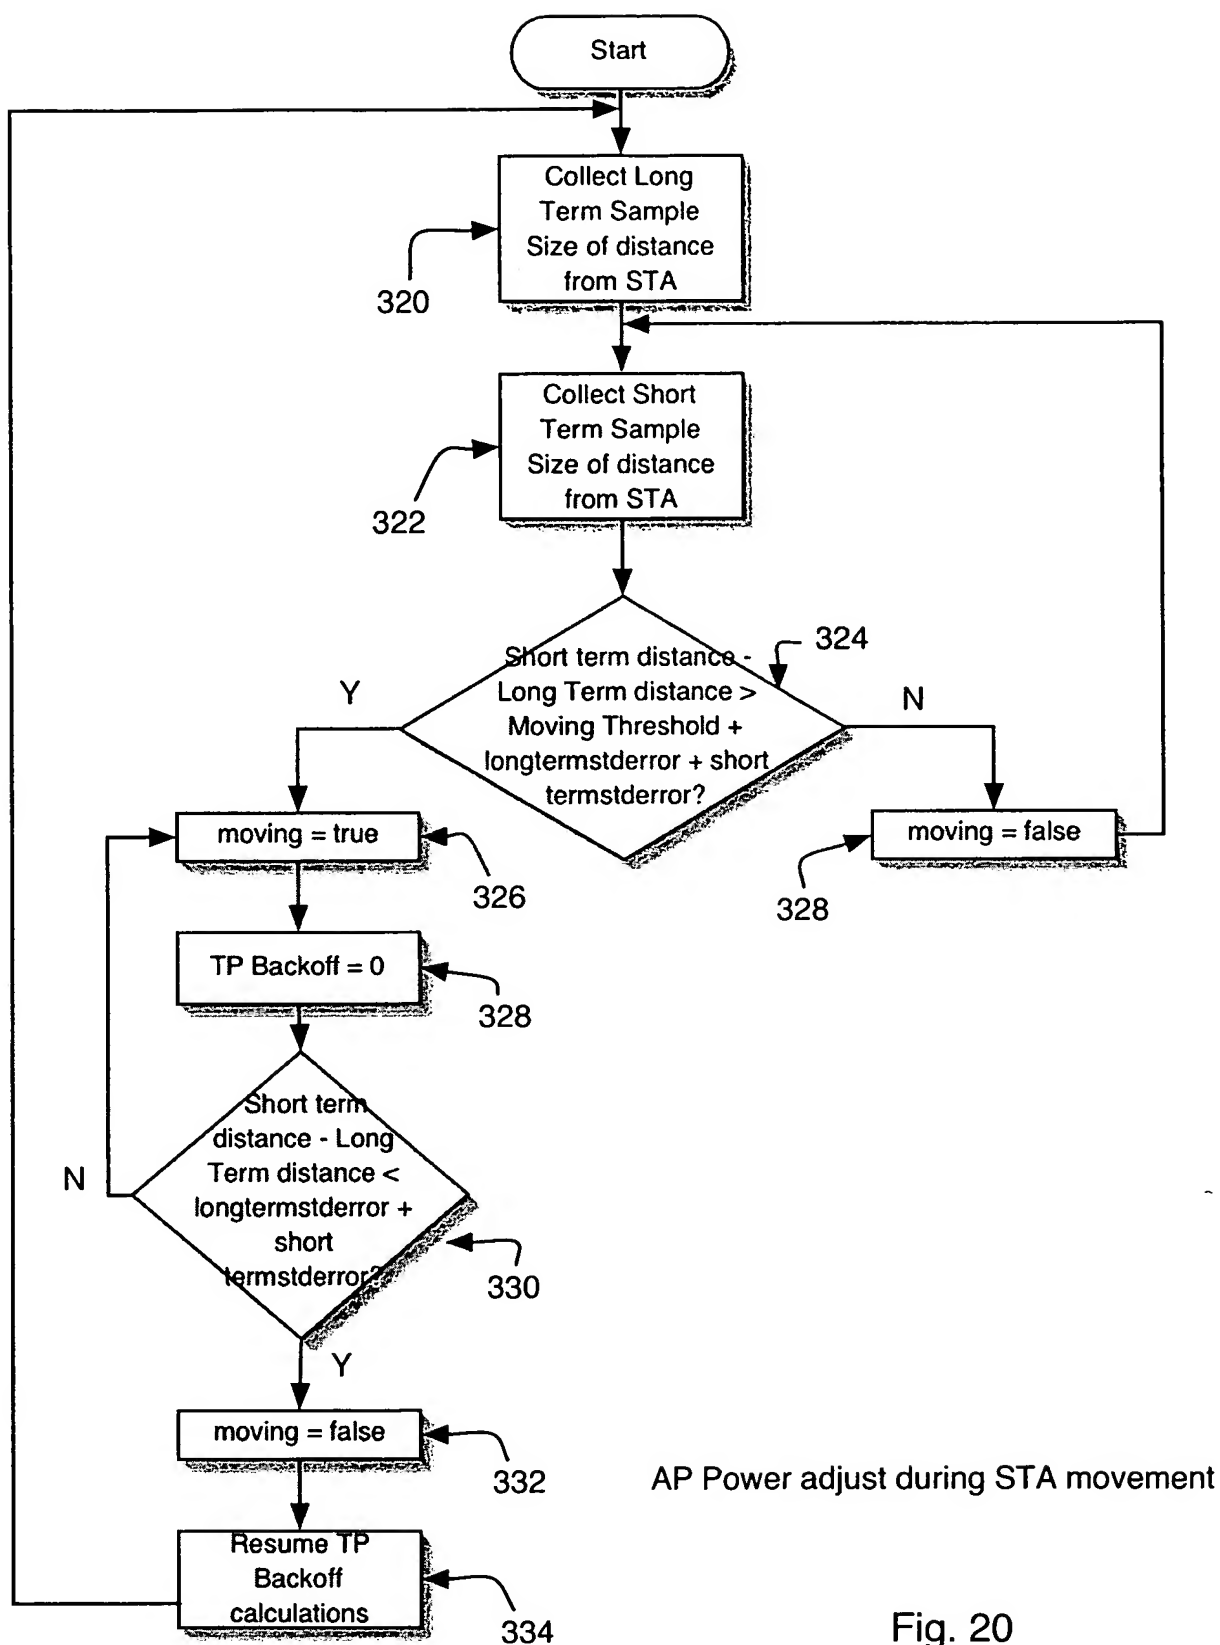 Start
Collect Long
Term Sample
Size of distance
from STA
320
Collect Short
Term Sample
Size of distance
from STA
322
Short term distance -
Long Term distance >
Moving Threshold +
longtermstderror + short
termstderror?
324
Y
N
moving = true
326
moving = false
328
TP Backoff = 0
328
Short term
distance - Long
Term distance <
longtermstderror +
short
termstderror?
N
330
Y
moving = false
332
AP Power adjust during STA movement
Resume TP
Backoff
calculations
334
Fig. 20